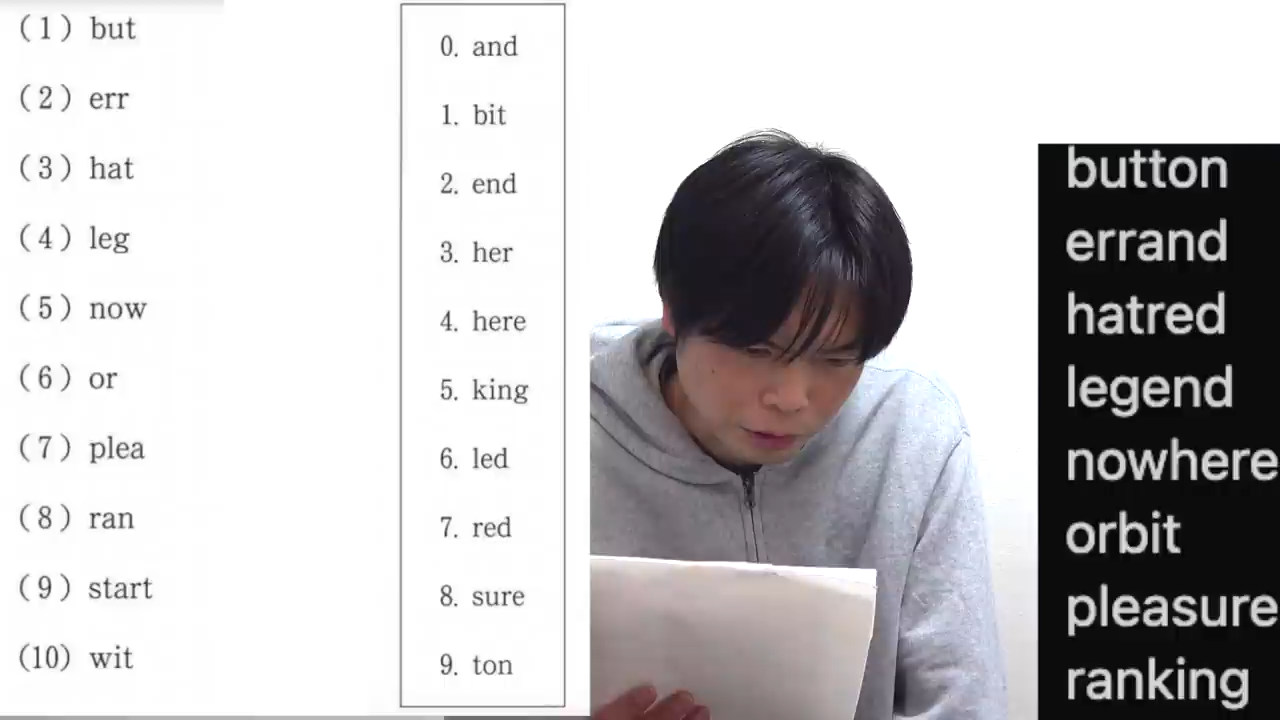 (1) but
(2) err
(3) hat
(4) leg
(5) now
(6) or
(7) plea
(8) ran
(9) start
(10) wit
0. and
1. bit
2. end
3. her
4. here
5. king
6. led
7. red
8. sure
9. ton
button
errand
hatred
legend
nowhere
orbit
pleasure
ranking